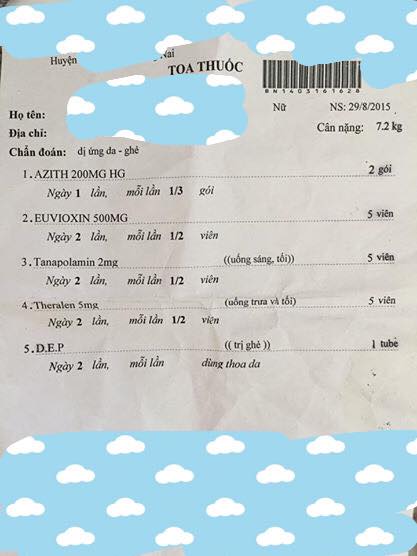 Huyện Nai
TOA THUỐC
BN1403161628
Họ tên: Nữ NS: 29/8/2015
Địa chỉ: Cân nặng: 7.2 kg
Chẩn đoán: dị ứng da - ghẻ
1.AZITH 200MG HG 2 gói
Ngày 1 lần, mỗi lần 1/3 gói
2.EUVIOXIN 500MG 5 viên
Ngày 2 lần, mỗi lần 1/2 viên
3.Tanapolamin 2mg ((uống sáng, tối)) 5 viên
Ngày 2 lần, mỗi lần 1/2 viên
4.Theralen 5mg (uống trưa và tối) 5 viên
Ngày 2 lần, mỗi lần 1/2 viện
5.D.E.P (( trị ghẻ )) 1 tube
Ngày 2 lần, mỗi lần dùng thoa da